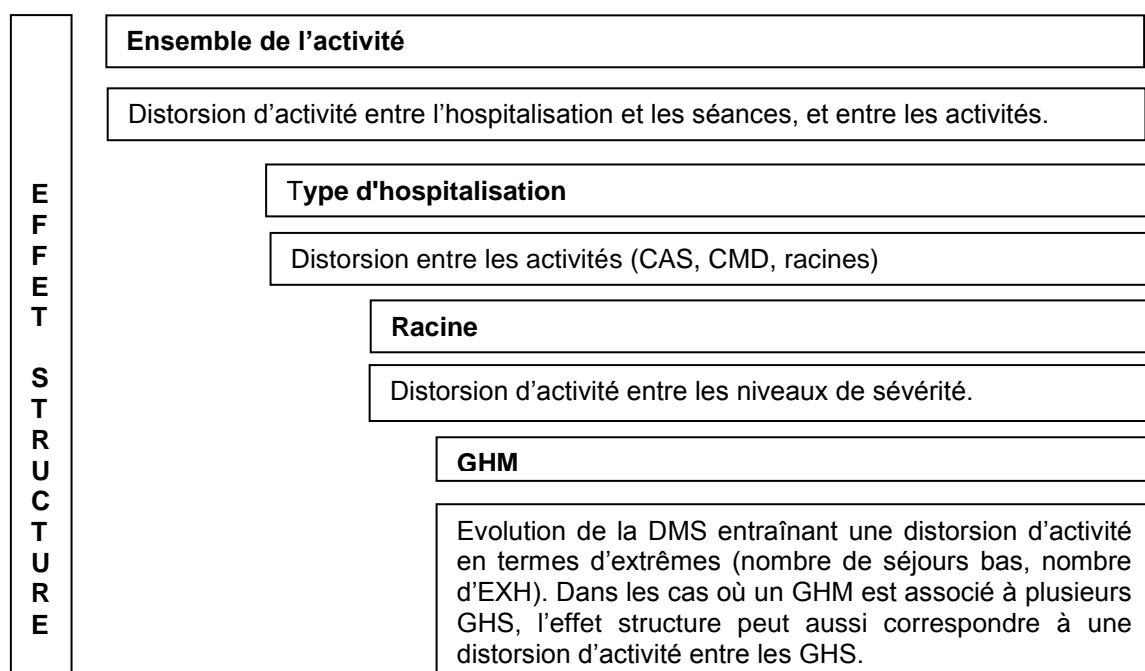 EFFET STRUCTURE
Ensemble de l’activité
Distorsion d’activité entre l’hospitalisation et les séances, et entre les activités.
Type d'hospitalisation
Distorsion entre les activités (CAS, CMD, racines)
Racine
Distorsion d’activité entre les niveaux de sévérité.
GHM
Evolution de la DMS entraînant une distorsion d’activité
en termes d’extrêmes (nombre de séjours bas, nombre
d’EXH). Dans les cas où un GHM est associé à plusieurs
GHS, l’effet structure peut aussi correspondre à une
distorsion d’activité entre les GHS.